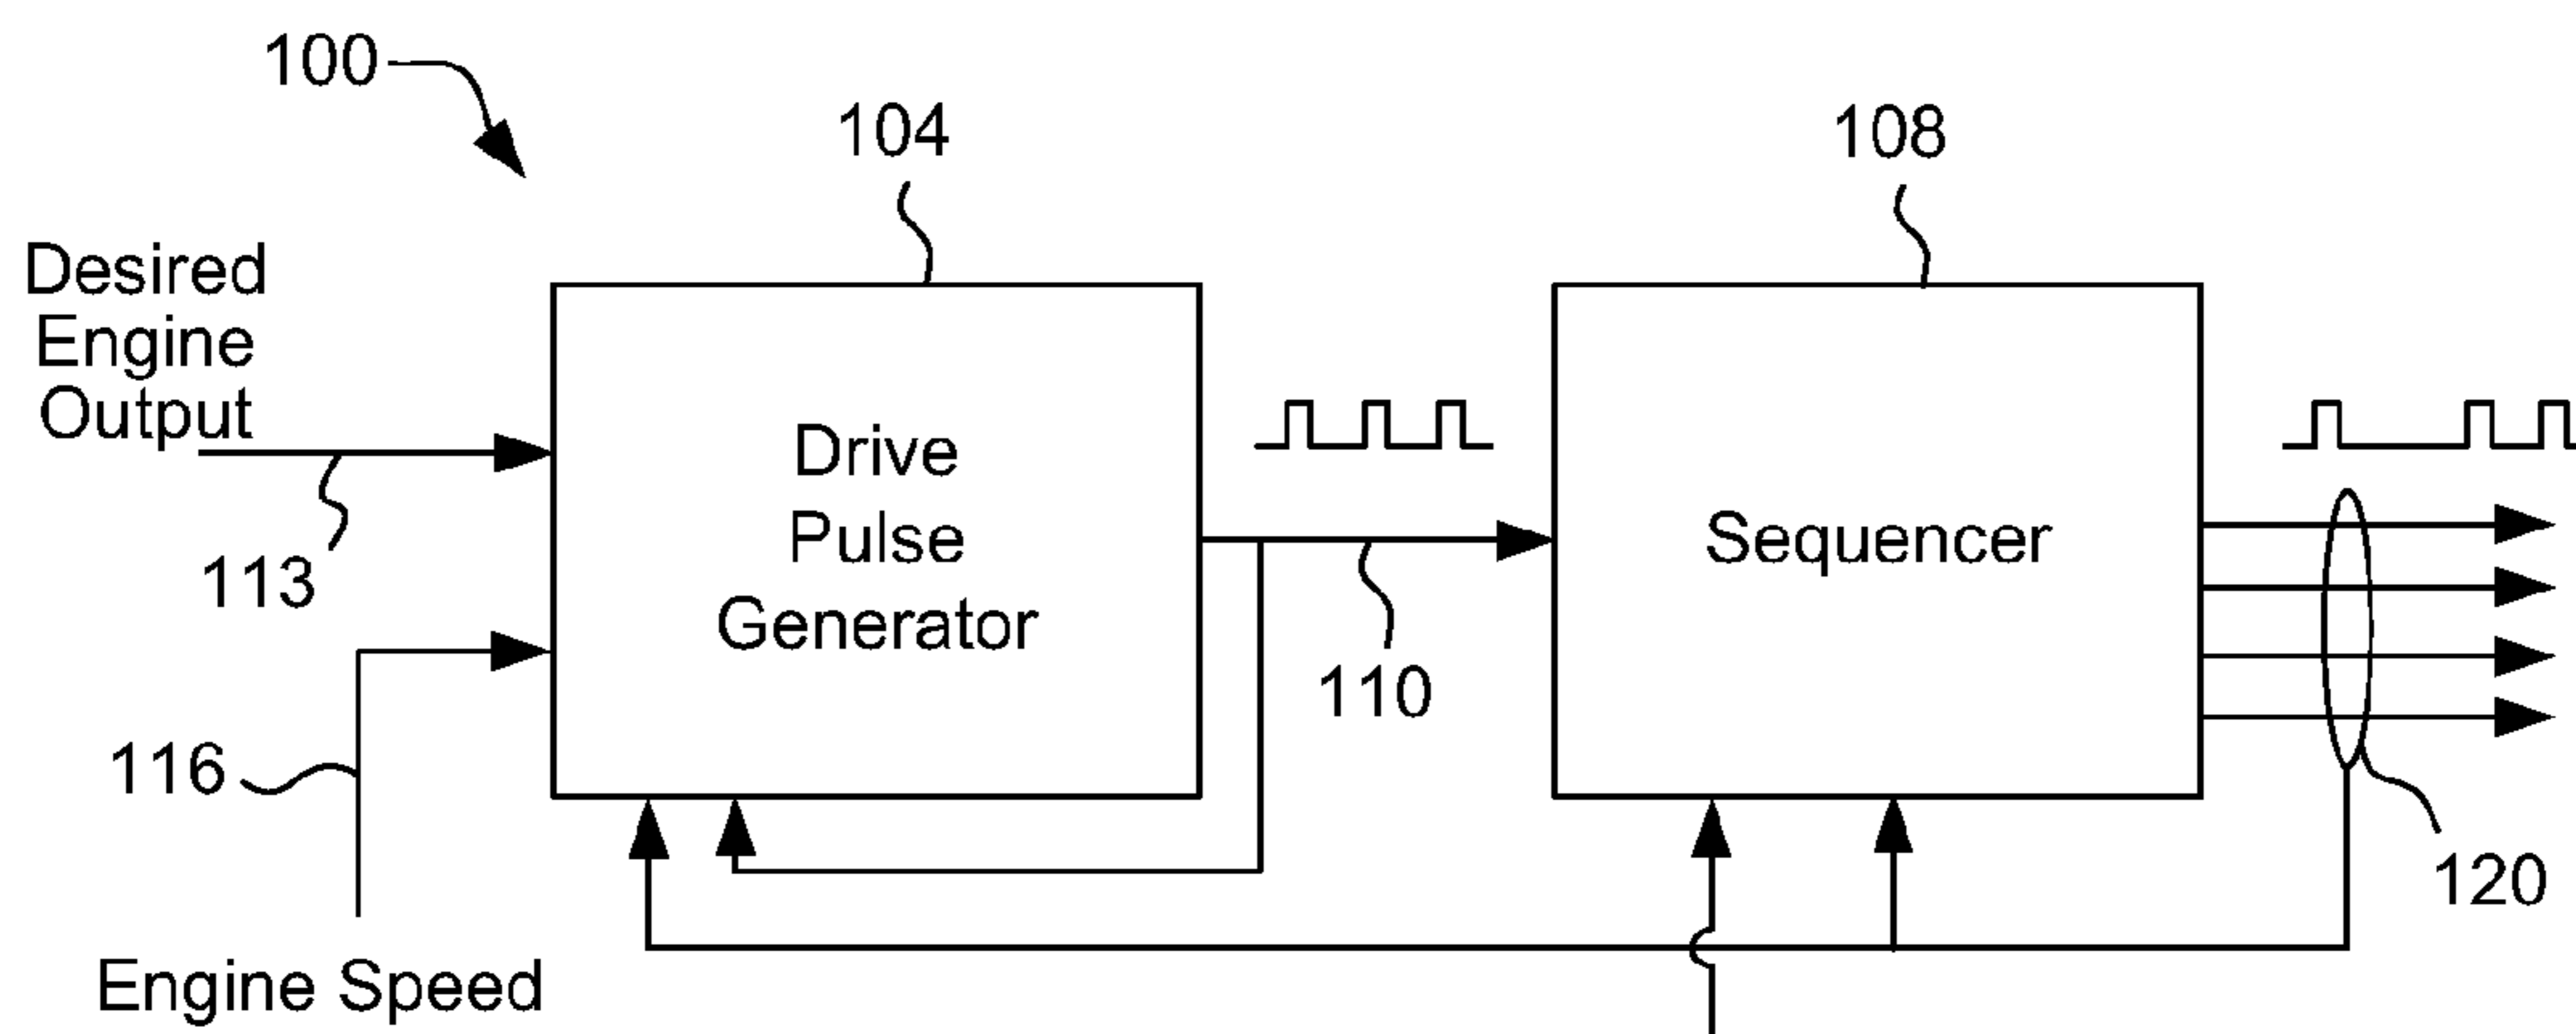 100
104
108
Desired
Engine
Output
113
Drive
Pulse
Generator
110
Sequencer
116
120
Engine Speed